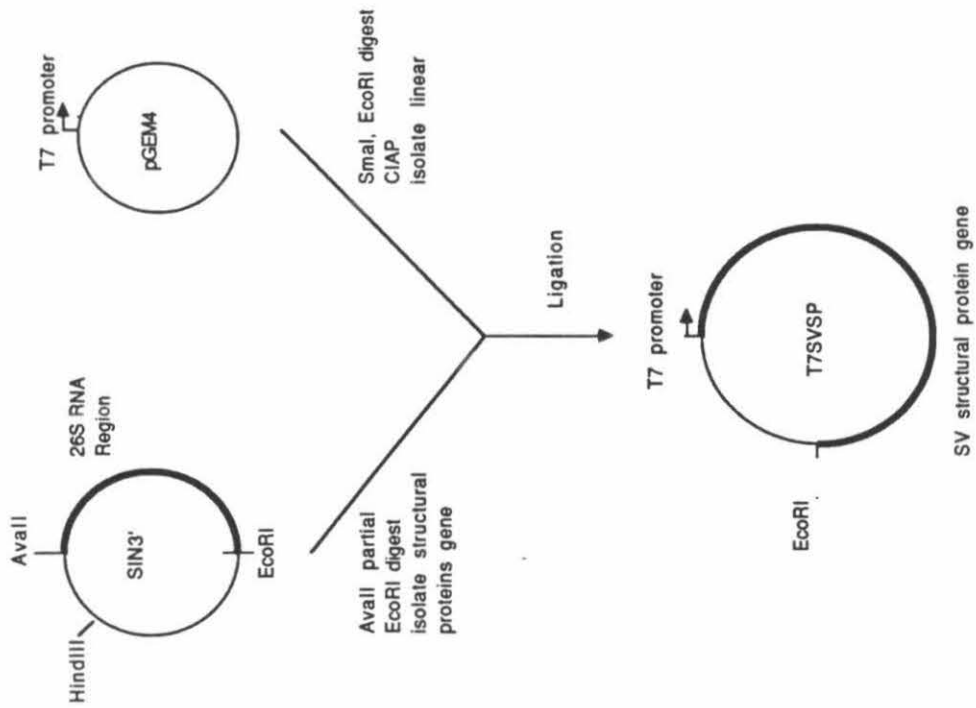 AvaII
HindIII
26S RNA
Region
SIN3'
EcoRI
T7 promoter
pGEM4
AvaII partial
EcoRI digest
isolate structural
proteins gene
SmaI, EcoRI digest
CIAP
isolate linear
Ligation
T7 promoter
T7SVSP
EcoRI
SV structural protein gene